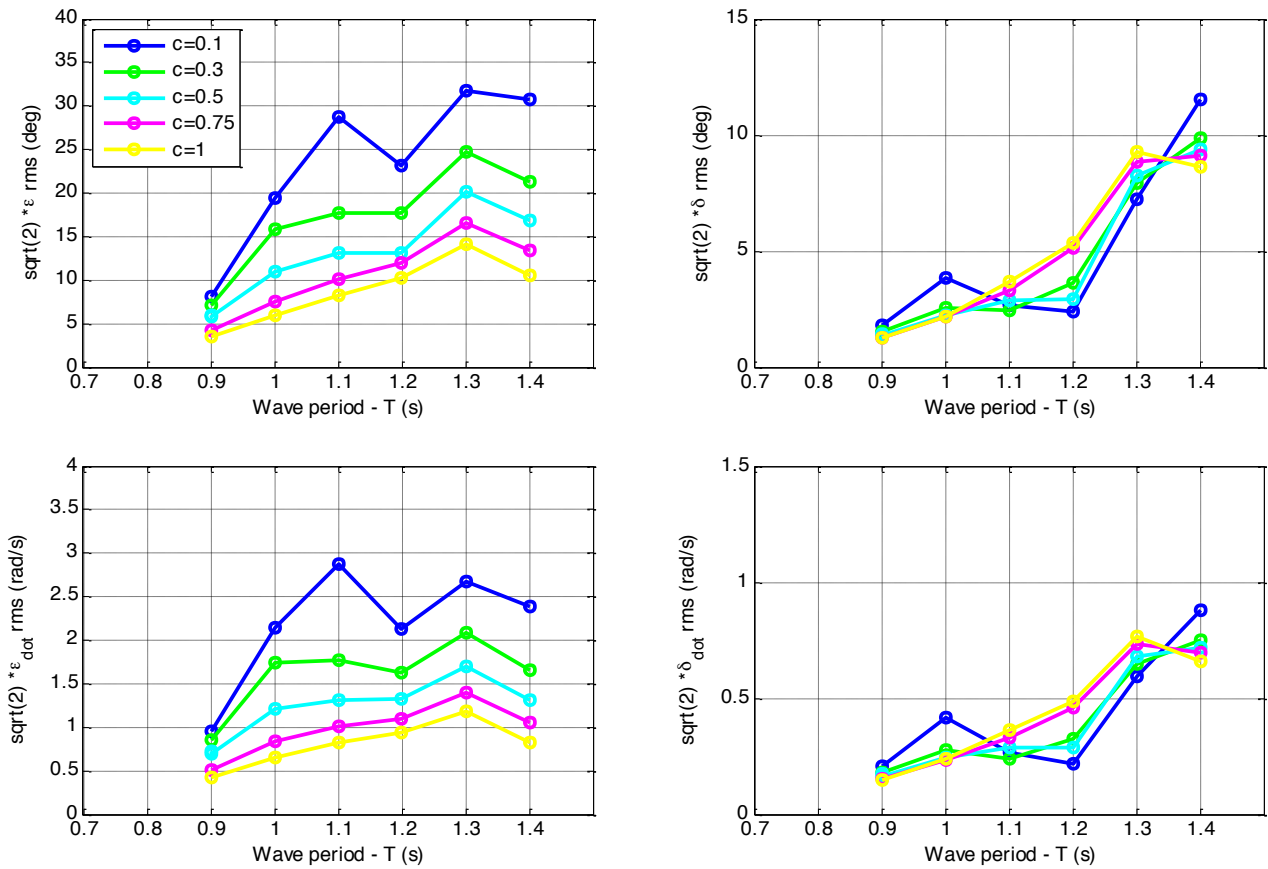 sqrt(2) *ε rms (deg)
40
35
30
25
20
15
10
5
0
c=0.1
c=0.3
c=0.5
c=0.75
c=1
0.7 0.8 0.9 1 1.1 1.2 1.3 1.4
Wave period - T (s)
sqrt(2) *δ rms (deg)
15
10
5
0
0.7 0.8 0.9 1 1.1 1.2 1.3 1.4
Wave period - T (s)
sqrt(2) *ε_dot rms (rad/s)
4
3.5
3
2.5
2
1.5
1
0.5
0
0.7 0.8 0.9 1 1.1 1.2 1.3 1.4
Wave period - T (s)
sqrt(2) *δ_dot rms (rad/s)
1.5
1
0.5
0
0.7 0.8 0.9 1 1.1 1.2 1.3 1.4
Wave period - T (s)